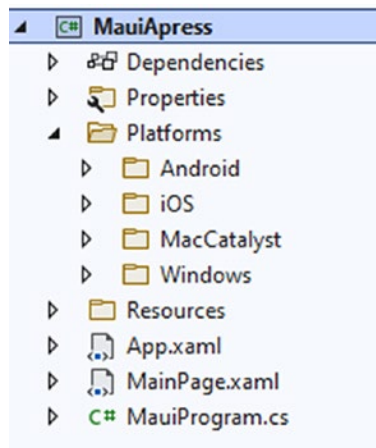 C# MauiApress
Dependencies
Properties
Platforms
Android
iOS
MacCatalyst
Windows
Resources
App.xaml
MainPage.xaml
C# MauiProgram.cs